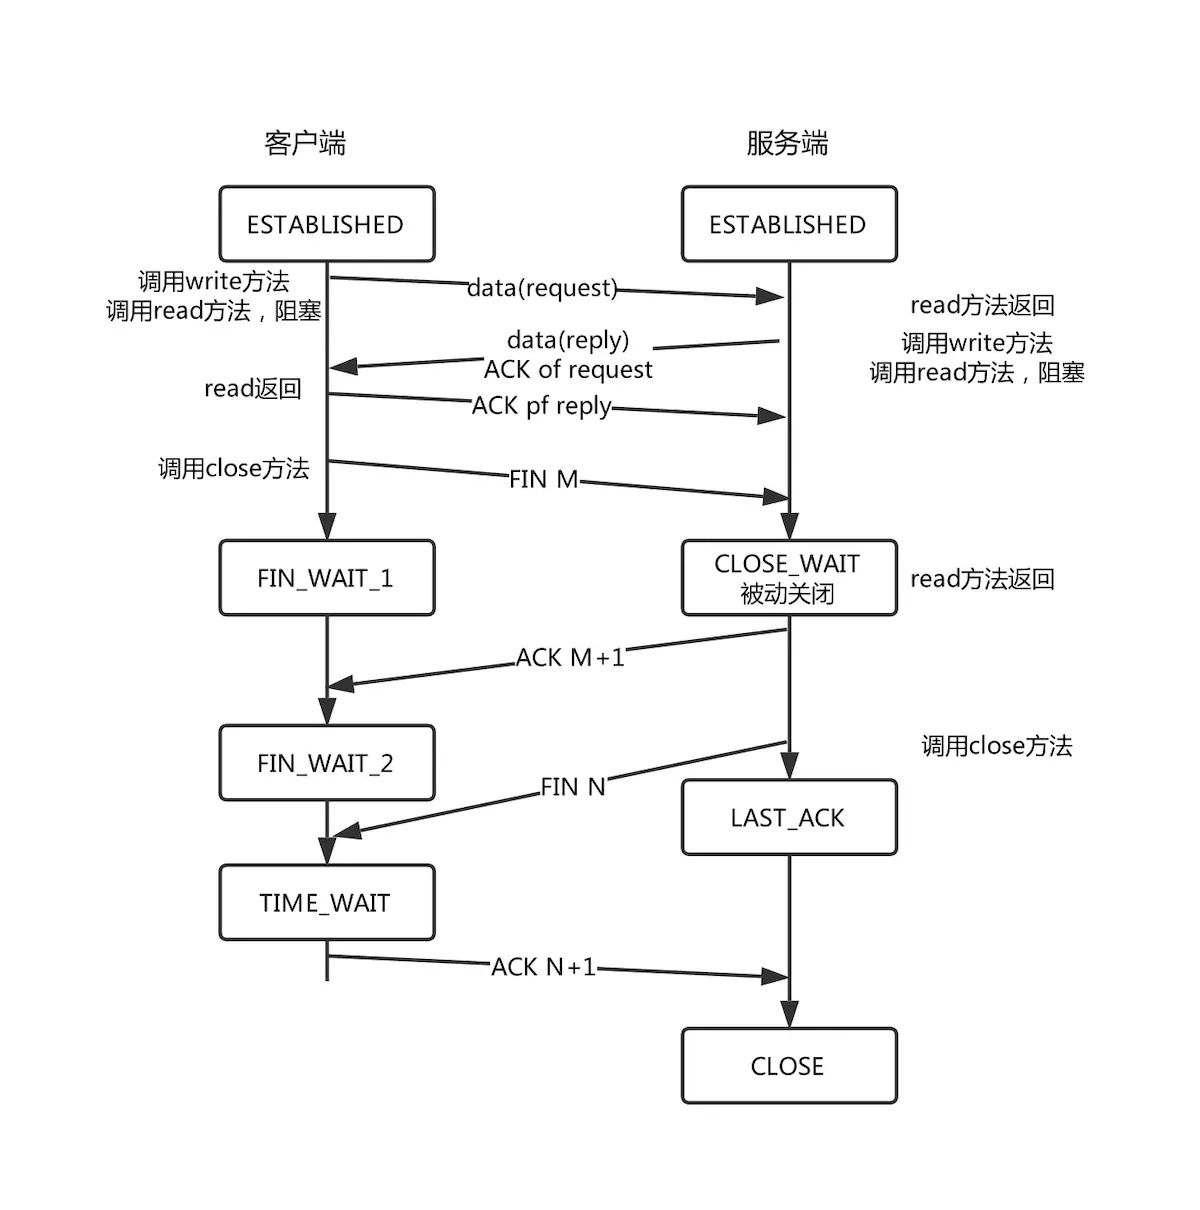 客户端
服务端
ESTABLISHED
ESTABLISHED
调用write方法
调用read方法，阻塞
data(request)
read方法返回
data(reply)
ACK of request
调用write方法
调用read方法，阻塞
read返回
ACK pf reply
调用close方法
FIN M
FIN_WAIT_1
CLOSE_WAIT
被动关闭
read方法返回
ACK M+1
FIN_WAIT_2
调用close方法
FIN N
LAST_ACK
TIME_WAIT
ACK N+1
CLOSE